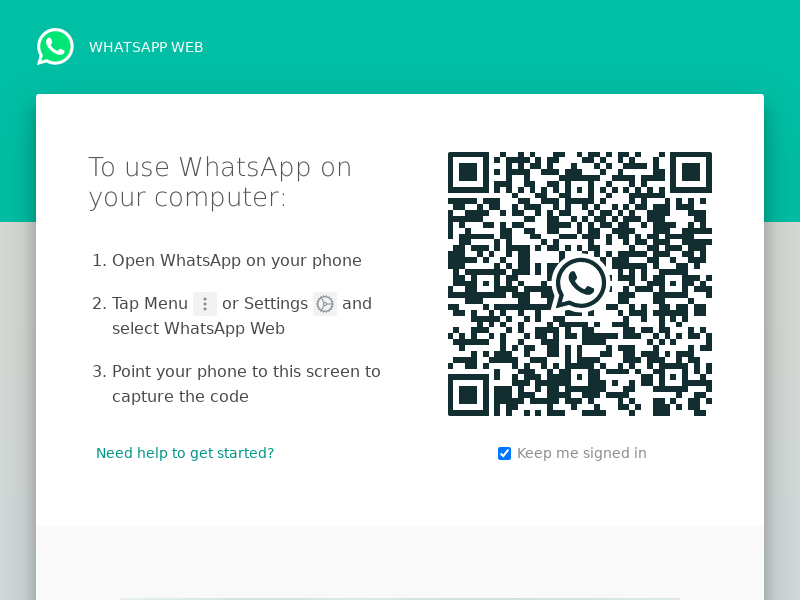 WHATSAPP WEB
To use WhatsApp on
your computer:
1. Open WhatsApp on your phone
2. Tap Menu or Settings and
select WhatsApp Web
3. Point your phone to this screen to
capture the code
Need help to get started?
Keep me signed in